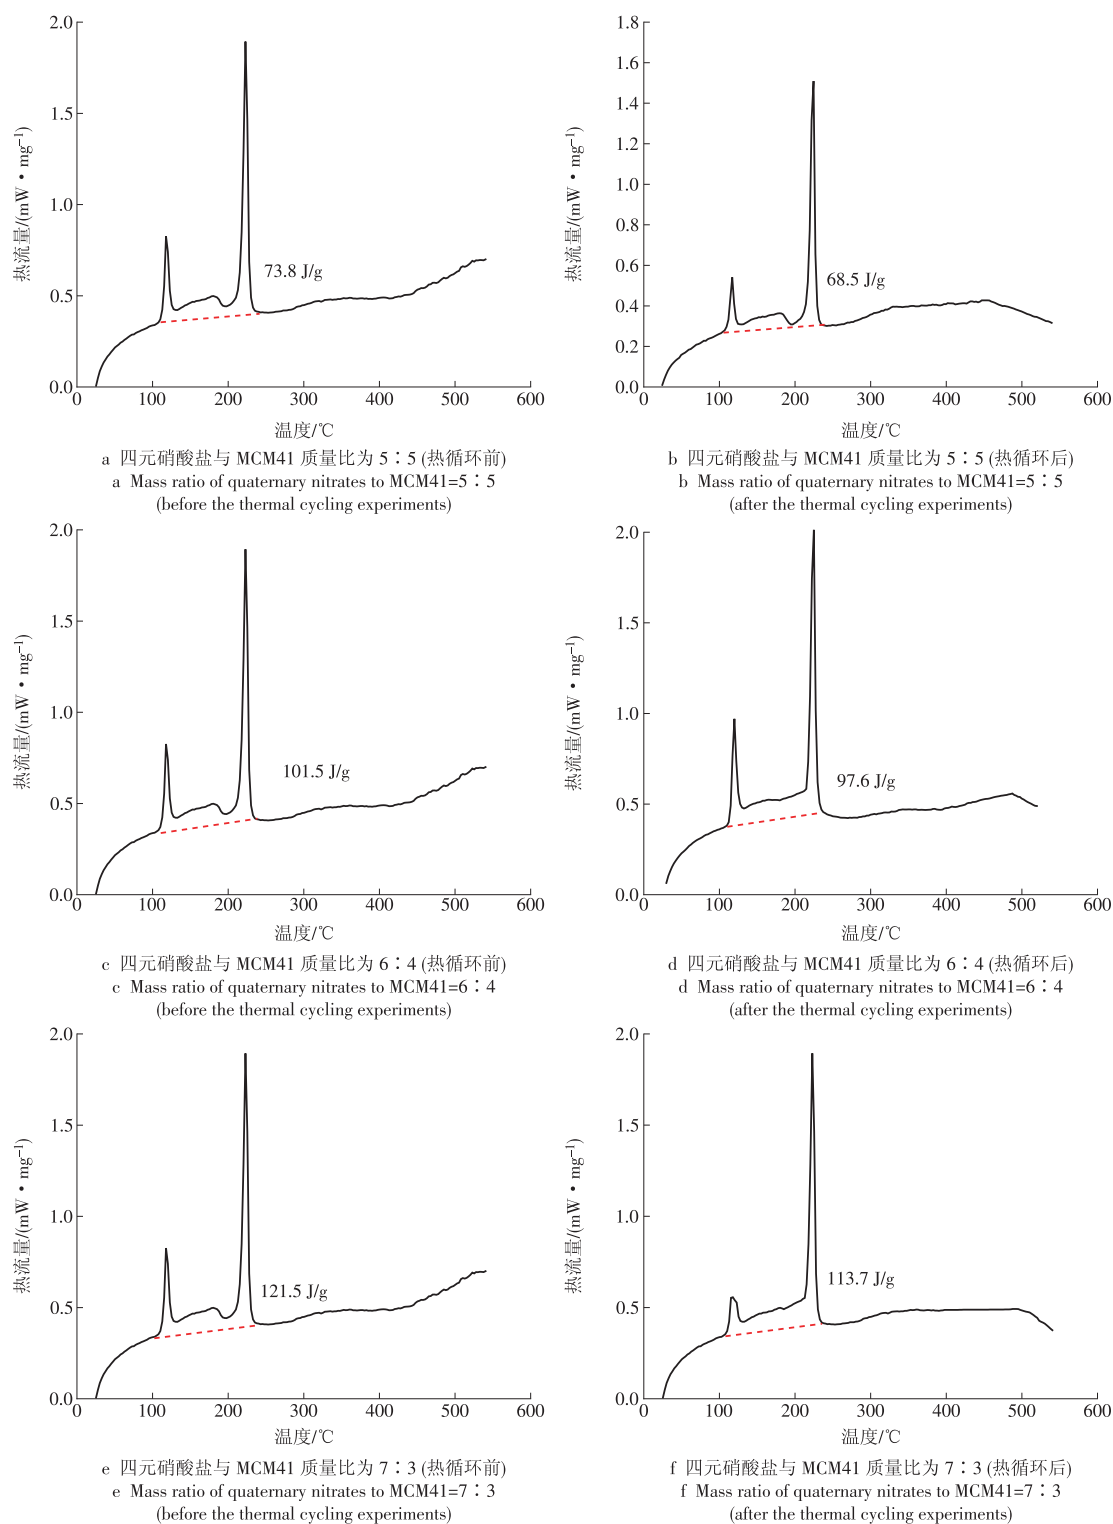 2.0
1.5
1.0
0.5
0.0
热流量/(mW・mg⁻¹)
73.8 J/g
0 100 200 300 400 500 600
温度/℃
a 四元硝酸盐与 MCM41 质量比为 5∶5 (热循环前)
a Mass ratio of quaternary nitrates to MCM41=5∶5
(before the thermal cycling experiments)
1.8
1.6
1.4
1.2
1.0
0.8
0.6
0.4
0.2
0.0
热流量/(mW・mg⁻¹)
68.5 J/g
0 100 200 300 400 500 600
温度/℃
b 四元硝酸盐与 MCM41 质量比为 5∶5 (热循环后)
b Mass ratio of quaternary nitrates to MCM41=5∶5
(after the thermal cycling experiments)
2.0
1.5
1.0
0.5
0.0
热流量/(mW・mg⁻¹)
101.5 J/g
0 100 200 300 400 500 600
温度/℃
c 四元硝酸盐与 MCM41 质量比为 6∶4 (热循环前)
c Mass ratio of quaternary nitrates to MCM41=6∶4
(before the thermal cycling experiments)
2.0
1.5
1.0
0.5
0.0
热流量/(mW・mg⁻¹)
97.6 J/g
0 100 200 300 400 500 600
温度/℃
d 四元硝酸盐与 MCM41 质量比为 6∶4 (热循环后)
d Mass ratio of quaternary nitrates to MCM41=6∶4
(after the thermal cycling experiments)
2.0
1.5
1.0
0.5
0.0
热流量/(mW・mg⁻¹)
121.5 J/g
0 100 200 300 400 500 600
温度/℃
e 四元硝酸盐与 MCM41 质量比为 7∶3 (热循环前)
e Mass ratio of quaternary nitrates to MCM41=7∶3
(before the thermal cycling experiments)
2.0
1.5
1.0
0.5
0.0
热流量/(mW・mg⁻¹)
113.7 J/g
0 100 200 300 400 500 600
温度/℃
f 四元硝酸盐与 MCM41 质量比为 7∶3 (热循环后)
f Mass ratio of quaternary nitrates to MCM41=7∶3
(after the thermal cycling experiments)